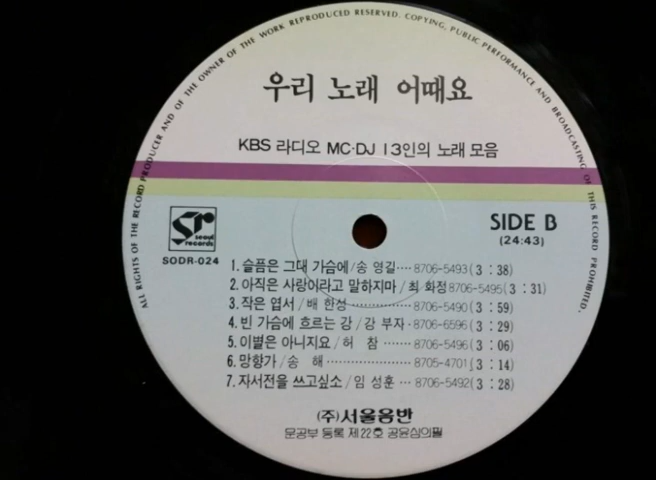 ALL RIGHTS OF THE RECORD PRODUCER AND OF THE OWNER OF THE WORK REPRODUCED RESERVED. COPYING, PUBLIC PERFORMANCE AND BROADCASTING OF THIS RECORD PROHIBITED.
우리 노래 어때요
KBS 라디오 MC·DJ 13인의 노래 모음
sr seoul records
SODR-024
SIDE B
(24:43)
1. 슬픔은 그대 가슴에/송 영길··· 8706-5493(3 : 38)
2. 아직은 사랑이라고 말하지마/최 화정8706-5495(3 : 31)
3. 작은 엽서/배 한성········· 8706-5490(3 : 59)
4. 빈 가슴에 흐르는 강/강 부자· 8706-6596(3 : 29)
5. 이별은 아니지요/허 참········ 8706-5496(3 : 06)
6. 망향가/송 해················ 8705-4701(3 : 14)
7. 자서전을 쓰고싶소/임 성훈··· 8706-5492(3 : 28)
(주)서울음반
문공부 등록 제22호 공윤심의필